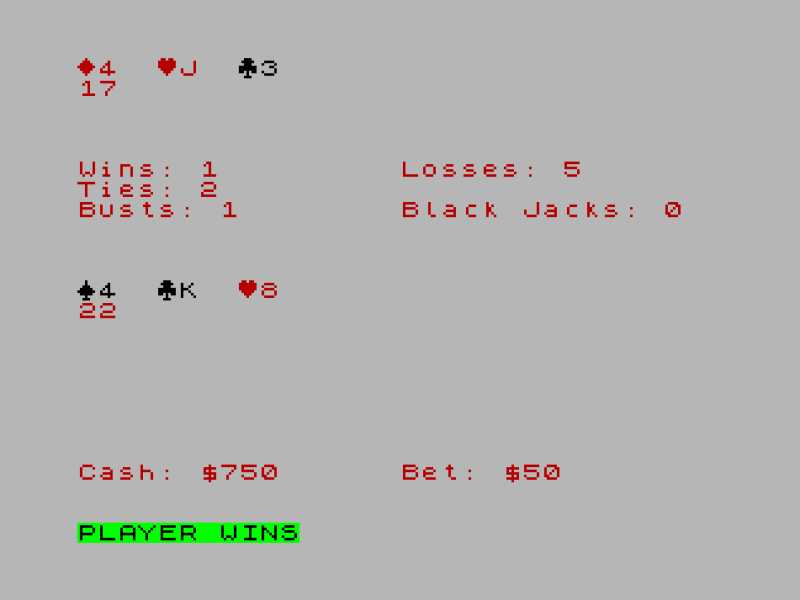 ♦4 ♥J ♣3
17
Wins: 1 Losses: 5
Ties: 2
Busts: 1 Black Jacks: 0
♠4 ♣K ♥8
22
Cash: $750 Bet: $50
PLAYER WINS